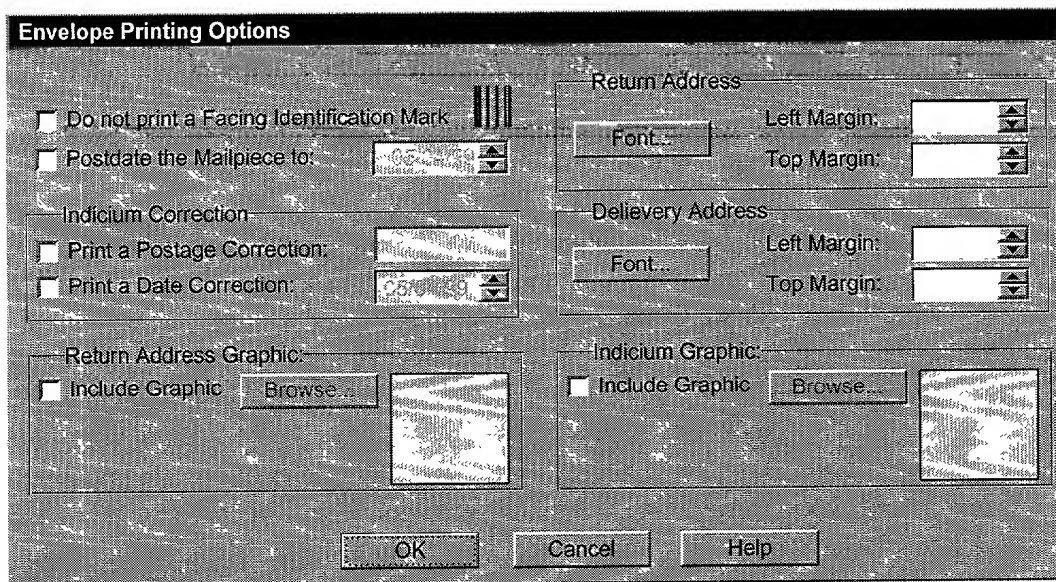 Envelope Printing Options
Do not print a Facing Identification Mark
Postdate the Mailpiece to:
Indicium Correction
Print a Postage Correction:
Print a Date Correction:
Return Address Graphic:
Include Graphic Browse...
Return Address
Font...
Left Margin:
Top Margin:
Delievery Address
Font...
Left Margin:
Top Margin:
Indicium Graphic:
Include Graphic Browse...
OK Cancel Help